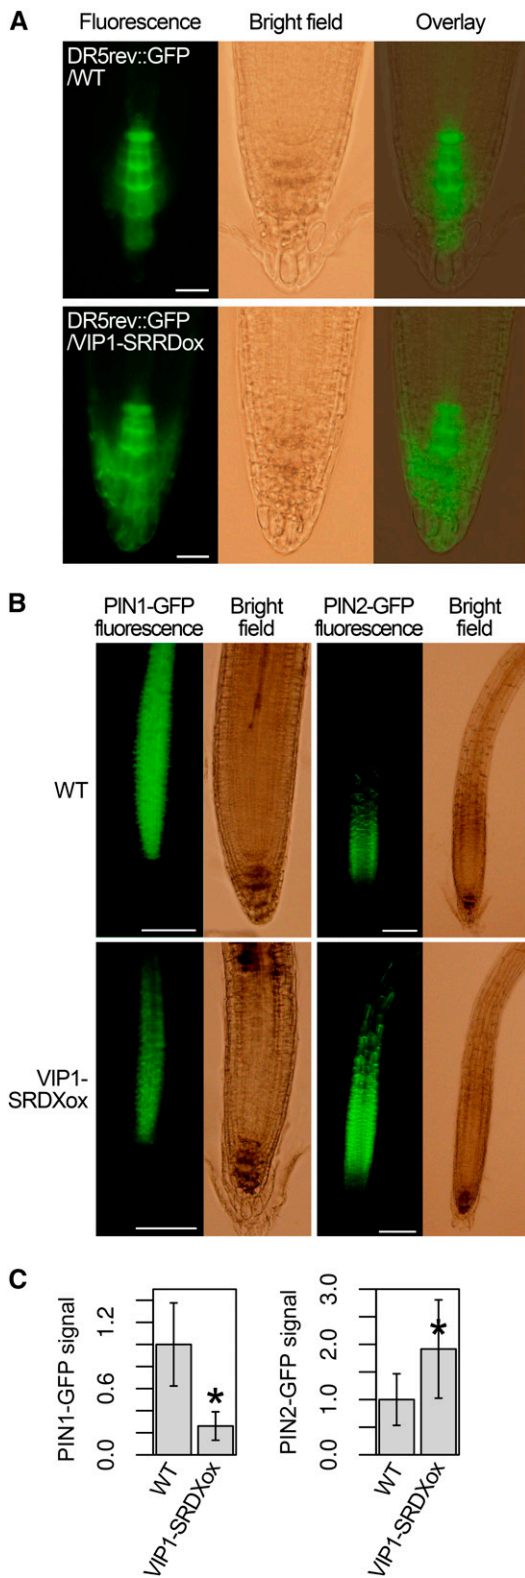 A
Fluorescence Bright field Overlay
DR5rev::GFP
/WT
DR5rev::GFP
/VIP1-SRRDox
B
PIN1-GFP Bright PIN2-GFP Bright
fluorescence field fluorescence field
WT
VIP1-
SRDXox
C
PIN1-GFP signal
0.0 0.6 1.2
*
WT
VIP1-SRDXox
PIN2-GFP signal
0.0 1.0 2.0 3.0
*
WT
VIP1-SRDXox